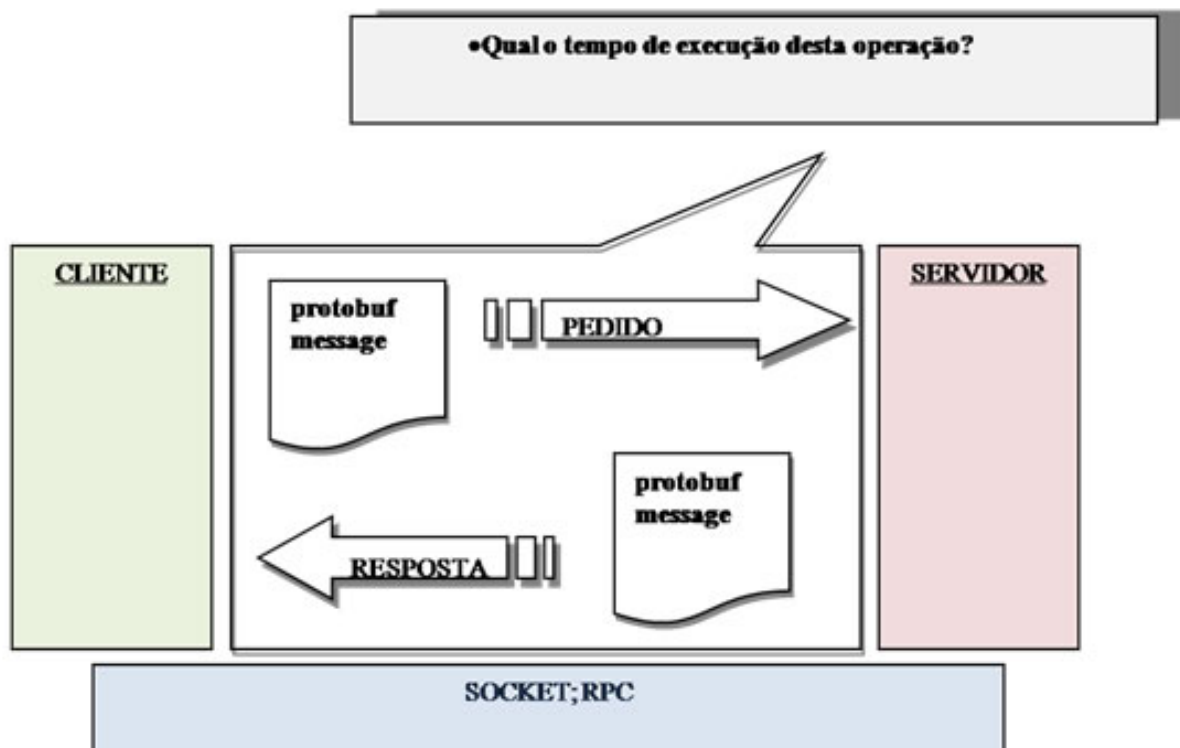 •Qual o tempo de execução desta operação?
CLIENTE
SERVIDOR
protobuf
message
PEDIDO
protobuf
message
RESPOSTA
SOCKET; RPC